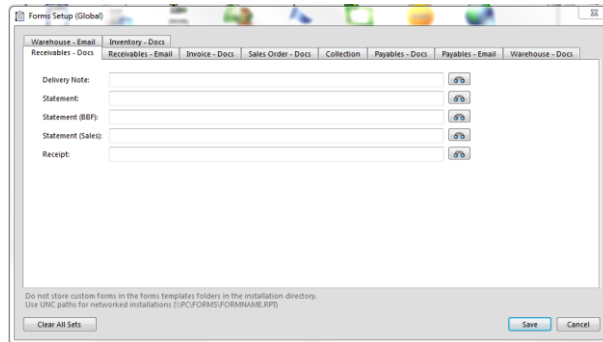 Forms Setup (Global)
Warehouse - Email Inventory - Docs
Receivables - Docs Receivables - Email Invoice - Docs Sales Order - Docs Collection Payables - Docs Payables - Email Warehouse - Docs
Delivery Note:
Statement:
Statement (BBF):
Statement (Sales):
Receipt:
Do not store custom forms in the forms templates folders in the installation directory.
Use UNC paths for networked installations (\\PC\FORMS\FORMNAME.RPT)
Clear All Sets Save Cancel